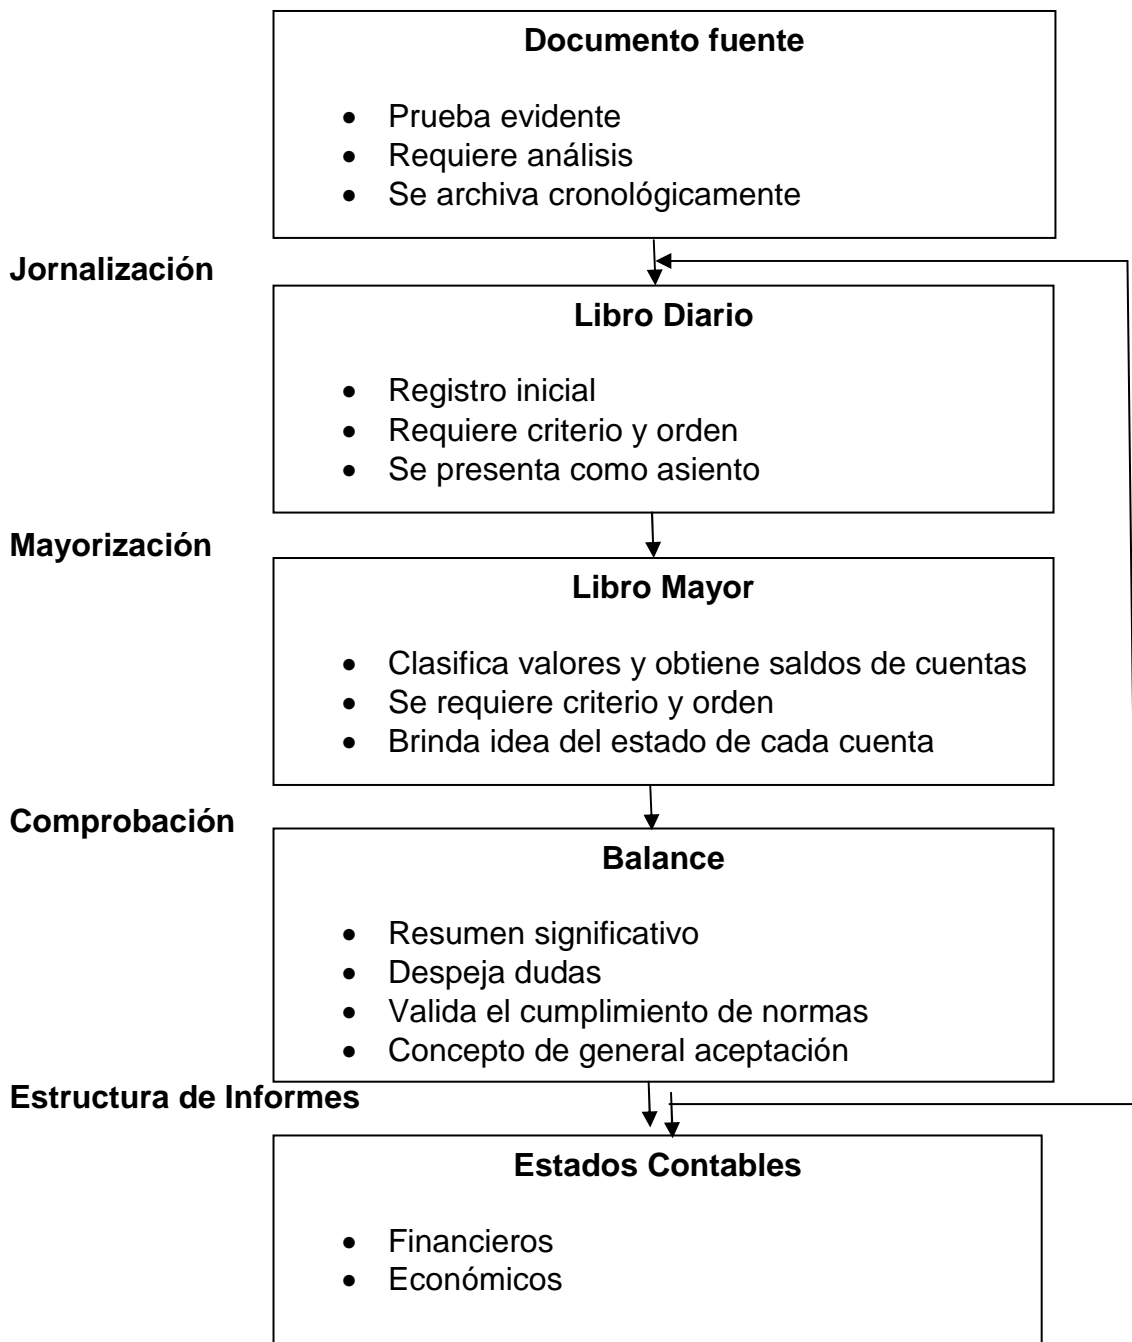 Documento fuente
• Prueba evidente
• Requiere análisis
• Se archiva cronológicamente
Jornalización
Libro Diario
• Registro inicial
• Requiere criterio y orden
• Se presenta como asiento
Mayorización
Libro Mayor
• Clasifica valores y obtiene saldos de cuentas
• Se requiere criterio y orden
• Brinda idea del estado de cada cuenta
Comprobación
Balance
• Resumen significativo
• Despeja dudas
• Valida el cumplimiento de normas
• Concepto de general aceptación
Estructura de Informes
Estados Contables
• Financieros
• Económicos